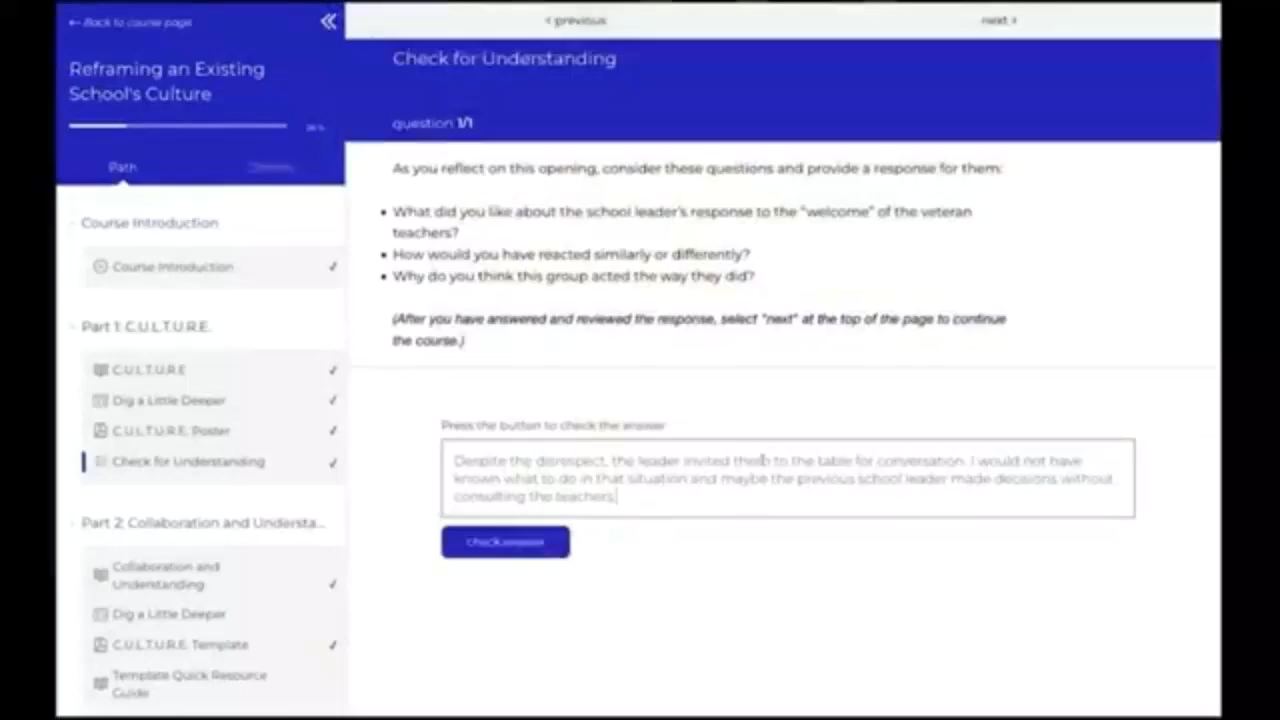 ← Back to course page
Reframing an Existing
School's Culture
Path
Course Introduction
Course Introduction
Part 1: C.U.L.T.U.R.E.
C.U.L.T.U.R.E
Dig a Little Deeper
C.U.L.T.U.R.E. Poster
Check for Understanding
Part 2: Collaboration and Understa...
Collaboration and
Understanding
Dig a Little Deeper
C.U.L.T.U.R.E. Template
Template Quick Resource
Guide
< previous
next >
Check for Understanding
question 1/1
As you reflect on this opening, consider these questions and provide a response for them:
• What did you like about the school leader's response to the "welcome" of the veteran
teachers?
• How would you have reacted similarly or differently?
• Why do you think this group acted the way they did?
(After you have answered and reviewed the response, select "next" at the top of the page to continue
the course.)
Press the button to check the answer
Despite the disrespect, the leader invited them to the table for conversation. I would not have
known what to do in that situation and maybe the previous school leader made decisions without
consulting the teachers.
check answer